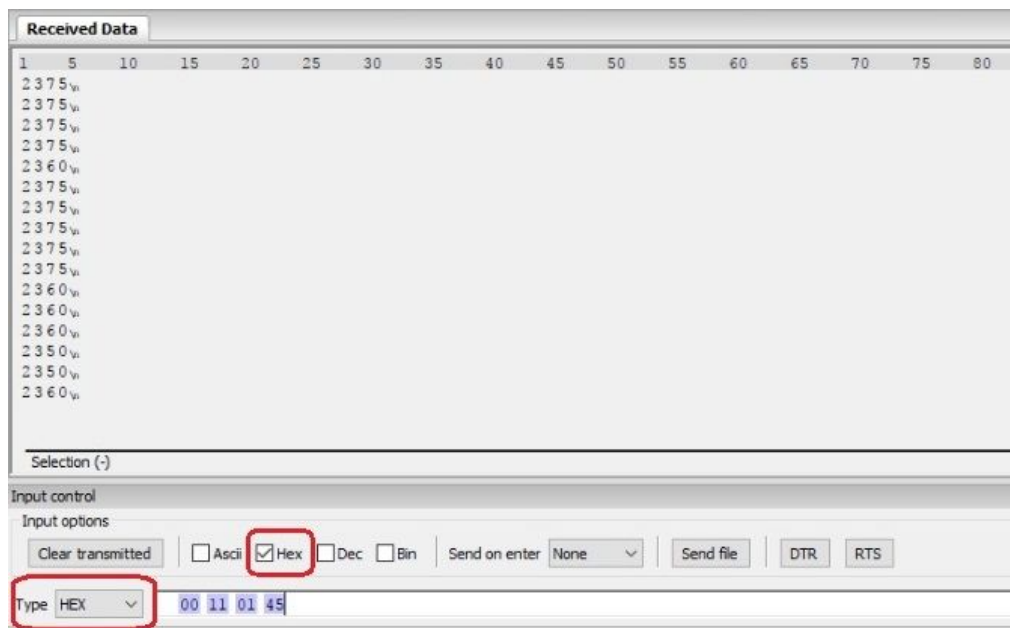 Received Data
1 5 10 15 20 25 30 35 40 45 50 55 60 65 70 75 80
2375\n
2375\n
2375\n
2375\n
2360\n
2375\n
2375\n
2375\n
2375\n
2375\n
2360\n
2360\n
2360\n
2350\n
2350\n
2360\n
Selection (-)
Input control
Input options
Clear transmitted Ascii Hex Dec Bin Send on enter None Send file DTR RTS
Type HEX 00 11 01 45